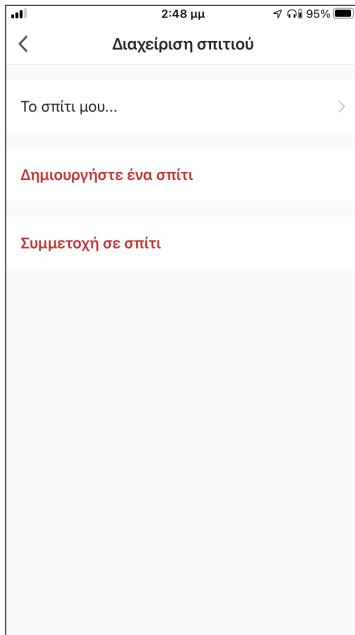 2:48 μμ 95%
Διαχείριση σπιτιού
Το σπίτι μου...
Δημιουργήστε ένα σπίτι
Συμμετοχή σε σπίτι